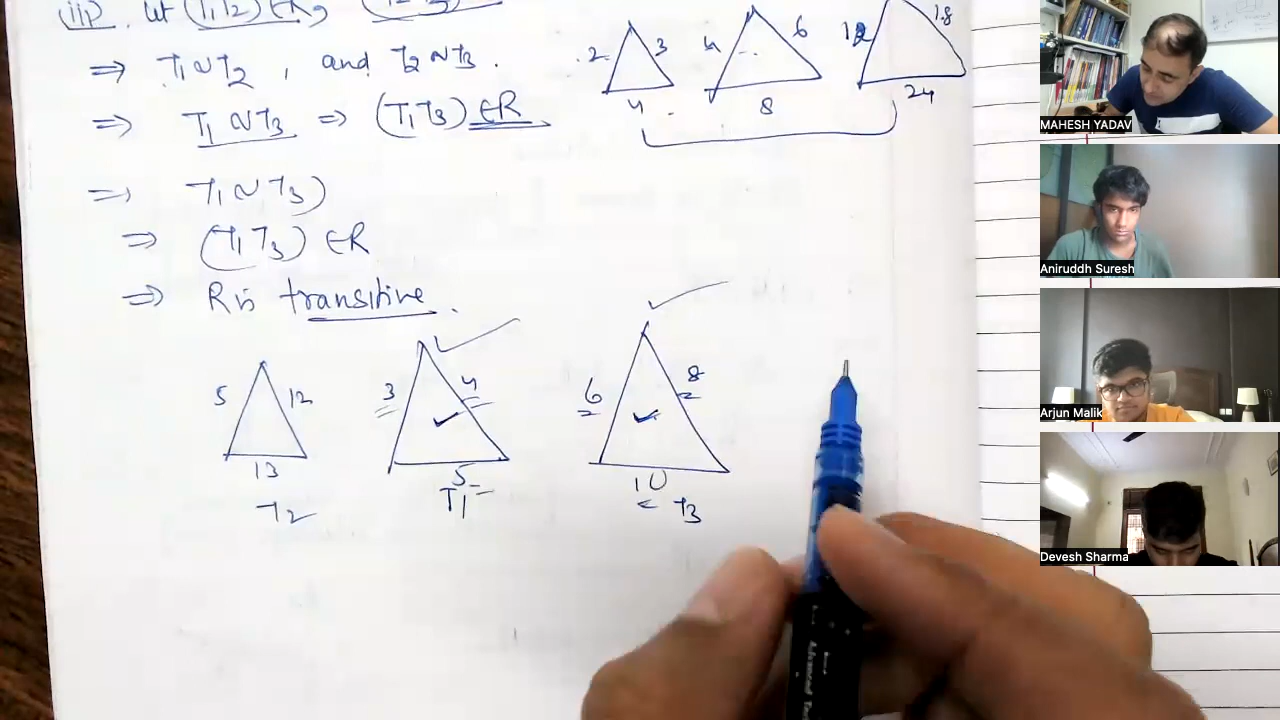 (iii) let (T1T2) ∈R,
⇒ T1 ~ T2 , and T2 ~ T3 .
⇒ T1 ~ T3 ⇒ (T1T3) ∈R
⇒ T1 ~ T3)
⇒ (T1T3) ∈R
⇒ R is transitive .
2 3 4
4 6 8
12 18 24
5 12 13
T2
3 4 5
T1
6 8 10
T3
MAHESH YADAV
Aniruddh Suresh
Arjun Malik
Devesh Sharma